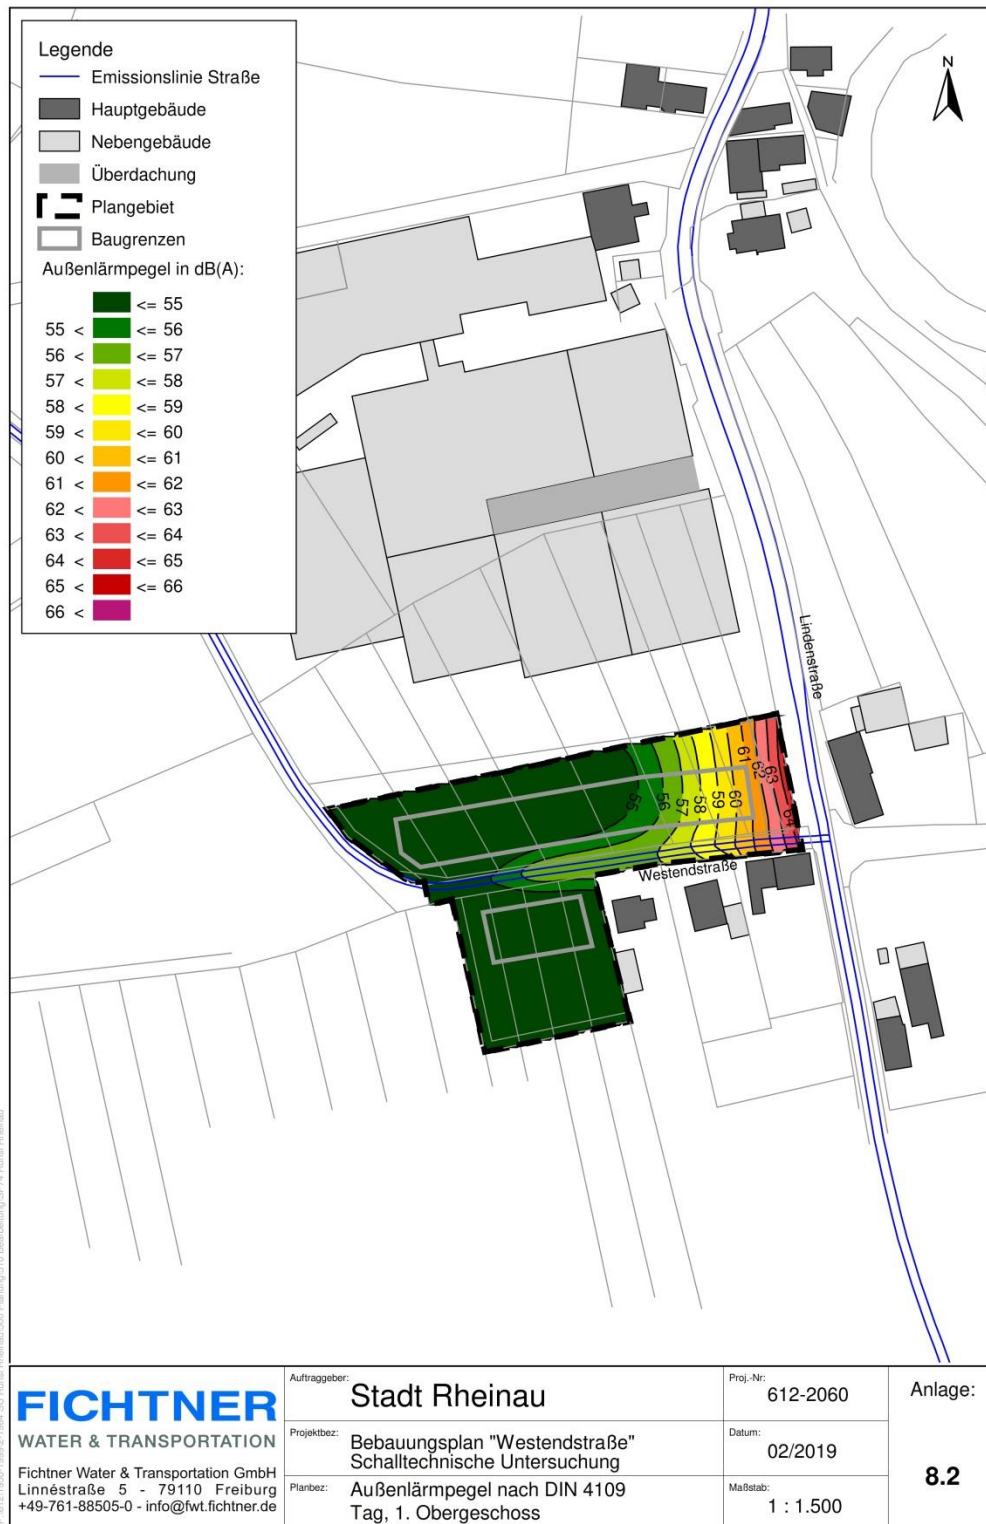 Legende
Emissionslinie Straße
Hauptgebäude
Nebengebäude
Überdachung
Plangebiet
Baugrenzen
Außenlärmpegel in dB(A):
<= 55
55 < <= 56
56 < <= 57
57 < <= 58
58 < <= 59
59 < <= 60
60 < <= 61
61 < <= 62
62 < <= 63
63 < <= 64
64 < <= 65
65 < <= 66
66 <
N
Lindenstraße
55
56
57
58
59
60
61
62
63
64
Westendstraße
FICHTNER
WATER & TRANSPORTATION
Fichtner Water & Transportation GmbH
Linnéstraße 5 - 79110 Freiburg
+49-761-88505-0 - info@fwt.fichtner.de
Auftraggeber:
Stadt Rheinau
Projektbez:
Bebauungsplan "Westendstraße"
Schalltechnische Untersuchung
Planbez:
Außenlärmpegel nach DIN 4109
Tag, 1. Obergeschoss
Proj.-Nr:
612-2060
Datum:
02/2019
Maßstab:
1 : 1.500
Anlage:
8.2